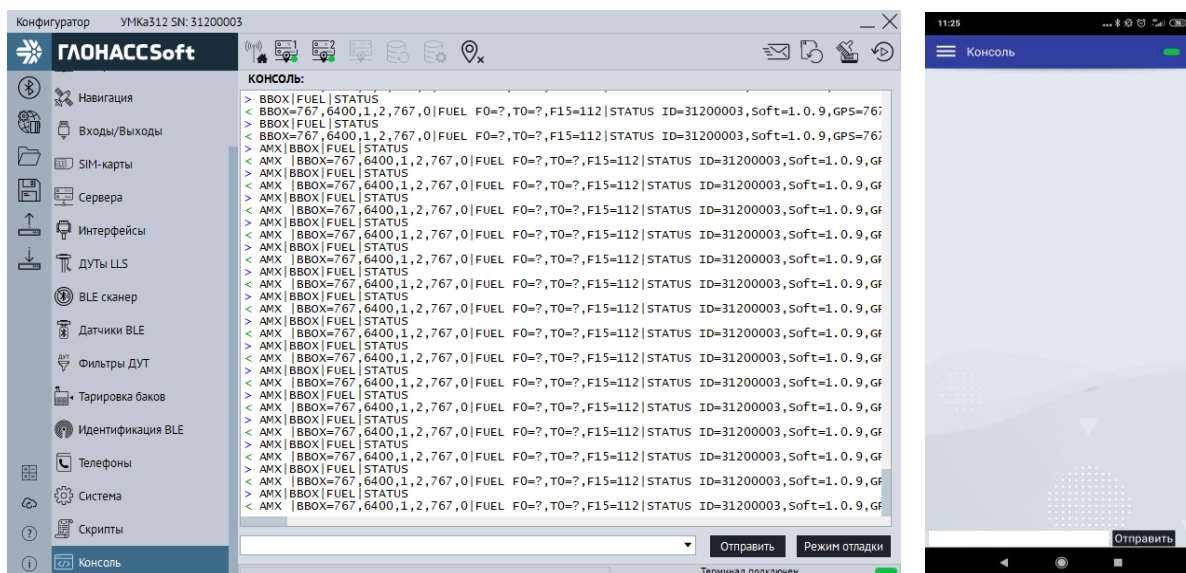 Конфигуратор УМКа312 SN: 31200003
ГЛОНАССSoft
Навигация
Входы/Выходы
SIM-карты
Сервера
Интерфейсы
ДУТы LLS
BLE сканер
Датчики BLE
Фильтры ДУТ
Тарировка баков
Идентификация BLE
Телефоны
Система
Скрипты
Консоль
КОНСОЛЬ:
> BBOX|FUEL|STATUS
< BBOX=767,6400,1,2,767,0|FUEL F0=?,T0=?,F15=112|STATUS ID=31200003,Soft=1.0.9,GPS=767
> BBOX|FUEL|STATUS
< BBOX=767,6400,1,2,767,0|FUEL F0=?,T0=?,F15=112|STATUS ID=31200003,Soft=1.0.9,GPS=767
> AMX|BBOX|FUEL|STATUS
< AMX |BBOX=767,6400,1,2,767,0|FUEL F0=?,T0=?,F15=112|STATUS ID=31200003,Soft=1.0.9,GP
> AMX|BBOX|FUEL|STATUS
< AMX |BBOX=767,6400,1,2,767,0|FUEL F0=?,T0=?,F15=112|STATUS ID=31200003,Soft=1.0.9,GP
> AMX|BBOX|FUEL|STATUS
< AMX |BBOX=767,6400,1,2,767,0|FUEL F0=?,T0=?,F15=112|STATUS ID=31200003,Soft=1.0.9,GP
> AMX|BBOX|FUEL|STATUS
< AMX |BBOX=767,6400,1,2,767,0|FUEL F0=?,T0=?,F15=112|STATUS ID=31200003,Soft=1.0.9,GP
> AMX|BBOX|FUEL|STATUS
< AMX |BBOX=767,6400,1,2,767,0|FUEL F0=?,T0=?,F15=112|STATUS ID=31200003,Soft=1.0.9,GP
> AMX|BBOX|FUEL|STATUS
< AMX |BBOX=767,6400,1,2,767,0|FUEL F0=?,T0=?,F15=112|STATUS ID=31200003,Soft=1.0.9,GP
> AMX|BBOX|FUEL|STATUS
< AMX |BBOX=767,6400,1,2,767,0|FUEL F0=?,T0=?,F15=112|STATUS ID=31200003,Soft=1.0.9,GP
> AMX|BBOX|FUEL|STATUS
< AMX |BBOX=767,6400,1,2,767,0|FUEL F0=?,T0=?,F15=112|STATUS ID=31200003,Soft=1.0.9,GP
> AMX|BBOX|FUEL|STATUS
< AMX |BBOX=767,6400,1,2,767,0|FUEL F0=?,T0=?,F15=112|STATUS ID=31200003,Soft=1.0.9,GP
> AMX|BBOX|FUEL|STATUS
< AMX |BBOX=767,6400,1,2,767,0|FUEL F0=?,T0=?,F15=112|STATUS ID=31200003,Soft=1.0.9,GP
> AMX|BBOX|FUEL|STATUS
< AMX |BBOX=767,6400,1,2,767,0|FUEL F0=?,T0=?,F15=112|STATUS ID=31200003,Soft=1.0.9,GP
> AMX|BBOX|FUEL|STATUS
< AMX |BBOX=767,6400,1,2,767,0|FUEL F0=?,T0=?,F15=112|STATUS ID=31200003,Soft=1.0.9,GP
> AMX|BBOX|FUEL|STATUS
< AMX |BBOX=767,6400,1,2,767,0|FUEL F0=?,T0=?,F15=112|STATUS ID=31200003,Soft=1.0.9,GP
> AMX|BBOX|FUEL|STATUS
< AMX |BBOX=767,6400,1,2,767,0|FUEL F0=?,T0=?,F15=112|STATUS ID=31200003,Soft=1.0.9,GP
> AMX|BBOX|FUEL|STATUS
< AMX |BBOX=767,6400,1,2,767,0|FUEL F0=?,T0=?,F15=112|STATUS ID=31200003,Soft=1.0.9,GP
Отправить Режим отладки
Терминал подключен
11:25
Консоль
Отправить